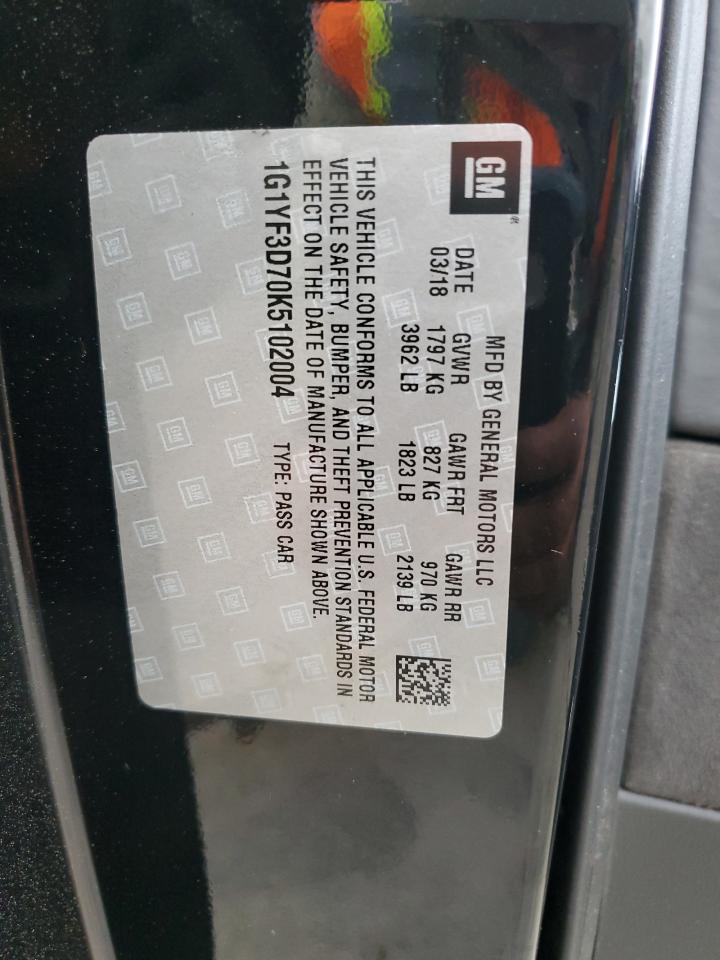 GM
MFD BY GENERAL MOTORS LLC
DATE GVWR GAWR FRT GAWR RR
03/18 1797 KG 827 KG 970 KG
3962 LB 1823 LB 2139 LB
THIS VEHICLE CONFORMS TO ALL APPLICABLE U.S. FEDERAL MOTOR
VEHICLE SAFETY, BUMPER, AND THEFT PREVENTION STANDARDS IN
EFFECT ON THE DATE OF MANUFACTURE SHOWN ABOVE.
1G1YF3D70K5102004 TYPE: PASS CAR